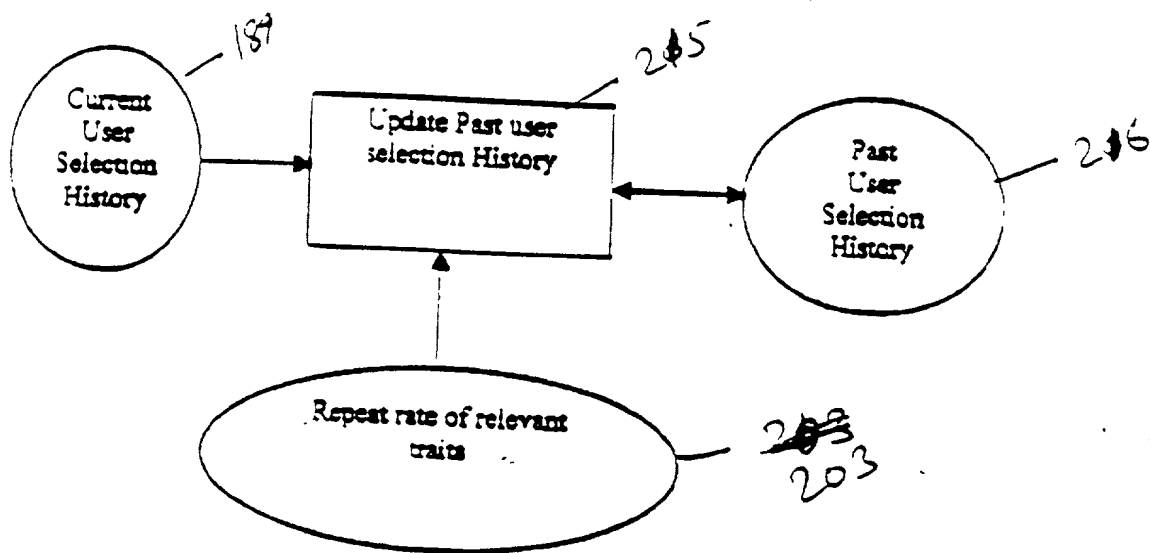 Current
User
Selection
History
Update Past user
selection History
Past
User
Selection
History
Repeat rate of relevant
traits
203